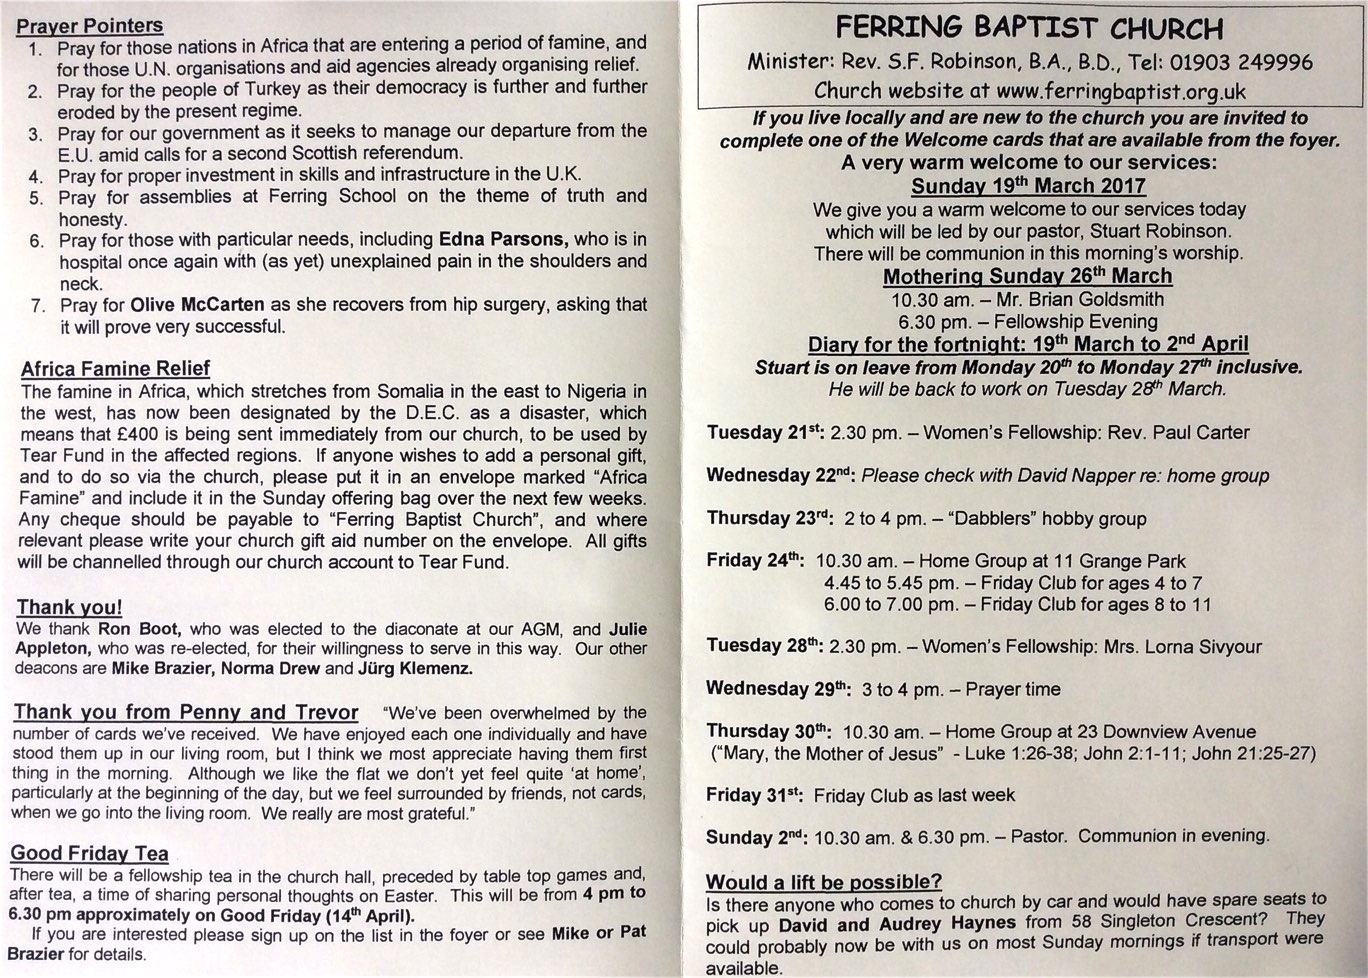 Prayer Pointers
1. Pray for those nations in Africa that are entering a period of famine, and
for those U.N. organisations and aid agencies already organising relief.
2. Pray for the people of Turkey as their democracy is further and further
eroded by the present regime.
3. Pray for our government as it seeks to manage our departure from the
E.U. amid calls for a second Scottish referendum.
4. Pray for proper investment in skills and infrastructure in the U.K.
5. Pray for assemblies at Ferring School on the theme of truth and
honesty.
6. Pray for those with particular needs, including Edna Parsons, who is in
hospital once again with (as yet) unexplained pain in the shoulders and
neck.
7. Pray for Olive McCarten as she recovers from hip surgery, asking that
it will prove very successful.
Africa Famine Relief
The famine in Africa, which stretches from Somalia in the east to Nigeria in
the west, has now been designated by the D.E.C. as a disaster, which
means that £400 is being sent immediately from our church, to be used by
Tear Fund in the affected regions. If anyone wishes to add a personal gift,
and to do so via the church, please put it in an envelope marked “Africa
Famine” and include it in the Sunday offering bag over the next few weeks.
Any cheque should be payable to “Ferring Baptist Church”, and where
relevant please write your church gift aid number on the envelope. All gifts
will be channelled through our church account to Tear Fund.
Thank you!
We thank Ron Boot, who was elected to the diaconate at our AGM, and Julie
Appleton, who was re-elected, for their willingness to serve in this way. Our other
deacons are Mike Brazier, Norma Drew and Jürg Klemenz.
Thank you from Penny and Trevor “We’ve been overwhelmed by the
number of cards we’ve received. We have enjoyed each one individually and have
stood them up in our living room, but I think we most appreciate having them first
thing in the morning. Although we like the flat we don’t yet feel quite ‘at home’,
particularly at the beginning of the day, but we feel surrounded by friends, not cards,
when we go into the living room. We really are most grateful.”
Good Friday Tea
There will be a fellowship tea in the church hall, preceded by table top games and,
after tea, a time of sharing personal thoughts on Easter. This will be from 4 pm to
6.30 pm approximately on Good Friday (14th April).
If you are interested please sign up on the list in the foyer or see Mike or Pat
Brazier for details.
FERRING BAPTIST CHURCH
Minister: Rev. S.F. Robinson, B.A., B.D., Tel: 01903 249996
Church website at www.ferringbaptist.org.uk
If you live locally and are new to the church you are invited to
complete one of the Welcome cards that are available from the foyer.
A very warm welcome to our services:
Sunday 19th March 2017
We give you a warm welcome to our services today
which will be led by our pastor, Stuart Robinson.
There will be communion in this morning’s worship.
Mothering Sunday 26th March
10.30 am. – Mr. Brian Goldsmith
6.30 pm. – Fellowship Evening
Diary for the fortnight: 19th March to 2nd April
Stuart is on leave from Monday 20th to Monday 27th inclusive.
He will be back to work on Tuesday 28th March.
Tuesday 21st: 2.30 pm. – Women’s Fellowship: Rev. Paul Carter
Wednesday 22nd: Please check with David Napper re: home group
Thursday 23rd: 2 to 4 pm. – “Dabblers” hobby group
Friday 24th: 10.30 am. – Home Group at 11 Grange Park
4.45 to 5.45 pm. – Friday Club for ages 4 to 7
6.00 to 7.00 pm. – Friday Club for ages 8 to 11
Tuesday 28th: 2.30 pm. – Women’s Fellowship: Mrs. Lorna Sivyour
Wednesday 29th: 3 to 4 pm. – Prayer time
Thursday 30th: 10.30 am. – Home Group at 23 Downview Avenue
(“Mary, the Mother of Jesus” - Luke 1:26-38; John 2:1-11; John 21:25-27)
Friday 31st: Friday Club as last week
Sunday 2nd: 10.30 am. & 6.30 pm. – Pastor. Communion in evening.
Would a lift be possible?
Is there anyone who comes to church by car and would have spare seats to
pick up David and Audrey Haynes from 58 Singleton Crescent? They
could probably now be with us on most Sunday mornings if transport were
available.